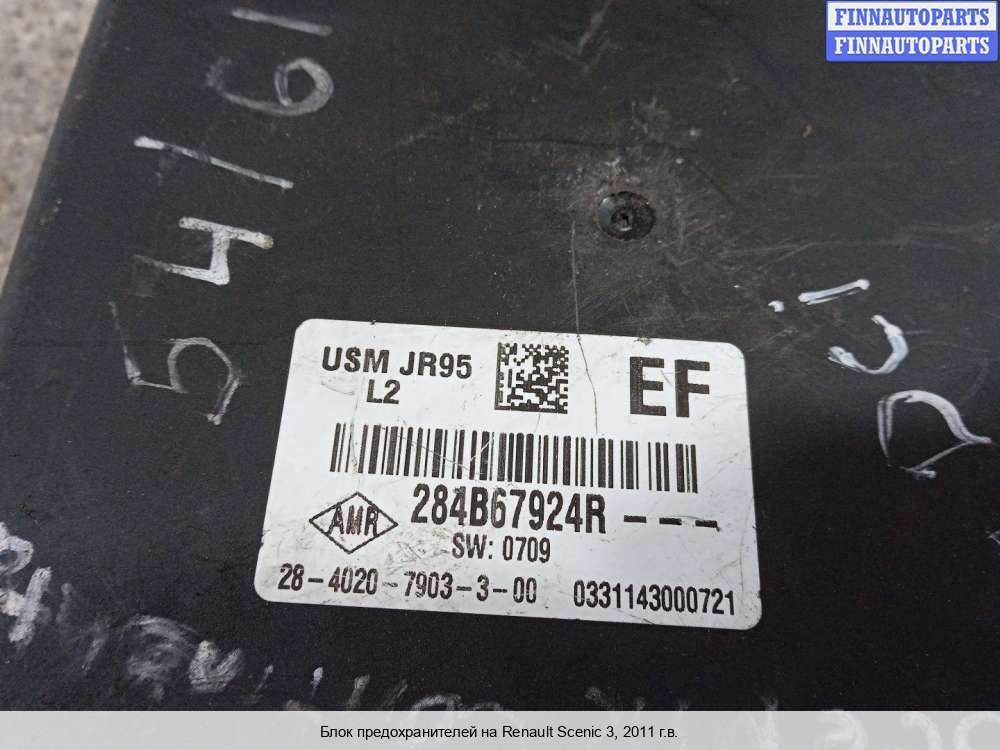 FINNAUTOPARTS
FINNAUTOPARTS
54161
USM JR95
L2
EF
284B67924R - - -
AMR
SW: 0709
28-4020-7903-3-00 0331143000721
Блок предохранителей на Renault Scenic 3, 2011 г.в.